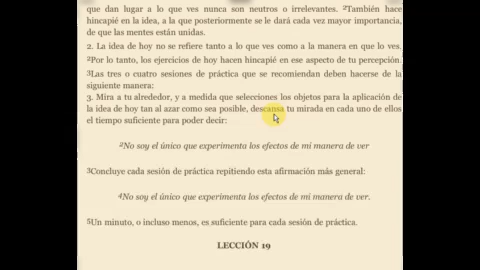 que dan lugar a lo que ves nunca son neutros o irrelevantes. ²También hace
hincapié en la idea, a la que posteriormente se le dará cada vez mayor importancia,
de que las mentes están unidas.
2. La idea de hoy no se refiere tanto a lo que ves como a la manera en que lo ves.
²Por lo tanto, los ejercicios de hoy hacen hincapié en ese aspecto de tu percepción.
³Las tres o cuatro sesiones de práctica que se recomiendan deben hacerse de la
siguiente manera:
3. Mira a tu alrededor, y a medida que selecciones los objetos para la aplicación de
la idea de hoy tan al azar como sea posible, descansa tu mirada en cada uno de ellos
el tiempo suficiente para poder decir:
²No soy el único que experimenta los efectos de mi manera de ver
³Concluye cada sesión de práctica repitiendo esta afirmación más general:
⁴No soy el único que experimenta los efectos de mi manera de ver.
⁵Un minuto, o incluso menos, es suficiente para cada sesión de práctica.
LECCIÓN 19